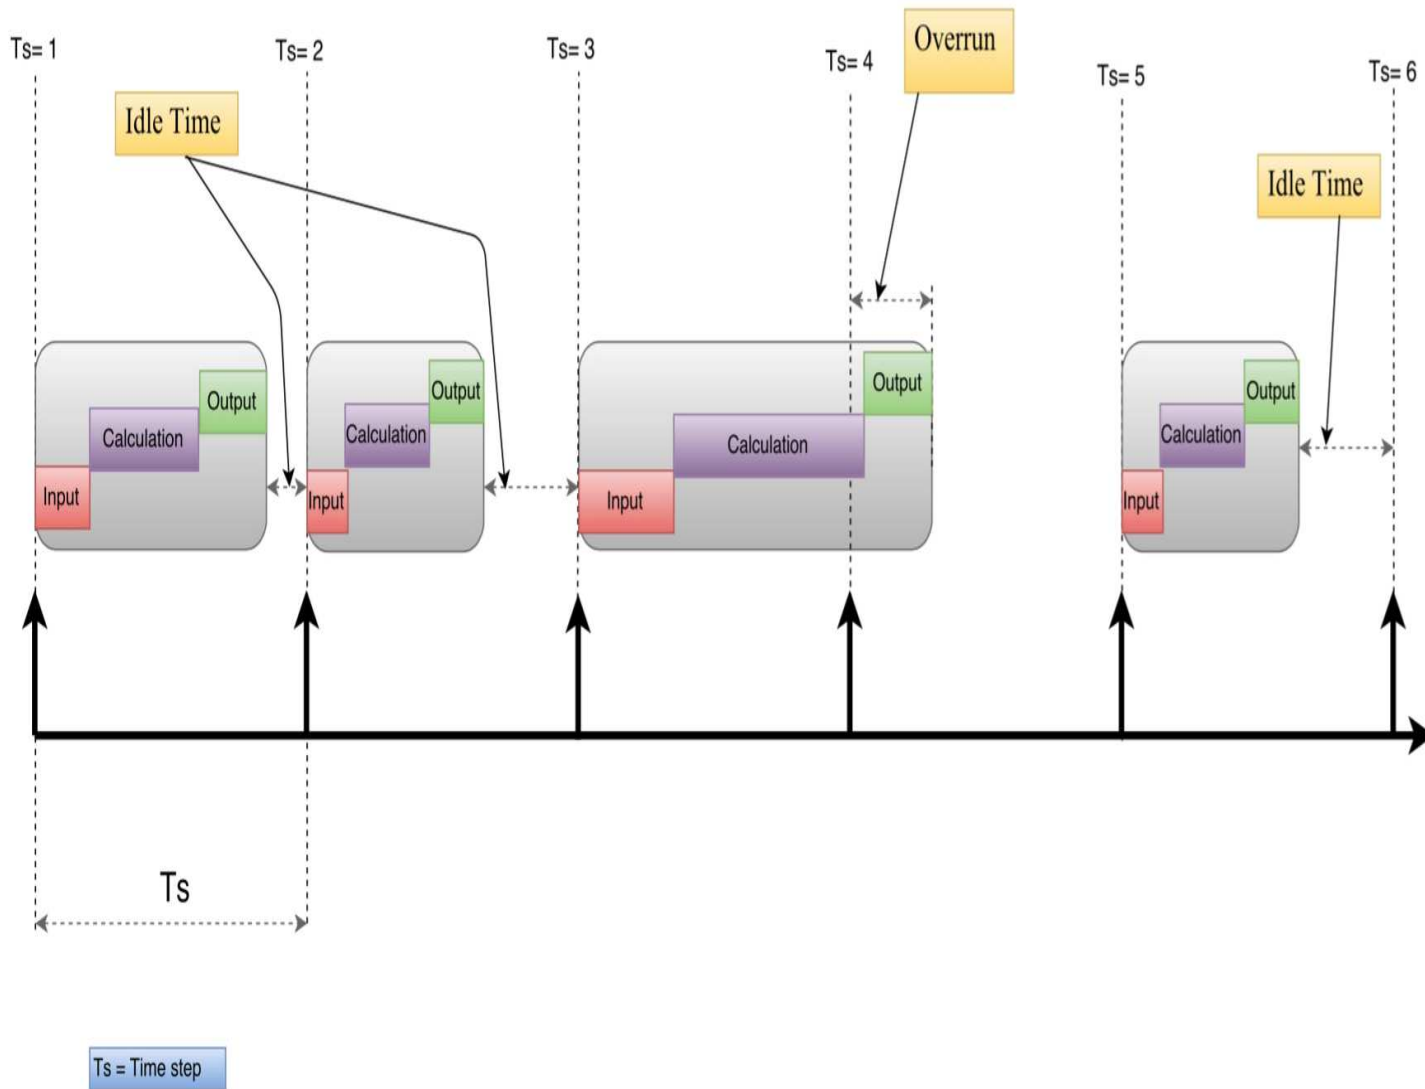 Ts= 1
Ts= 2
Ts= 3
Ts= 4
Overrun
Ts= 5
Ts= 6
Idle Time
Idle Time
Input
Calculation
Output
Input
Calculation
Output
Input
Calculation
Output
Input
Calculation
Output
Ts
Ts = Time step